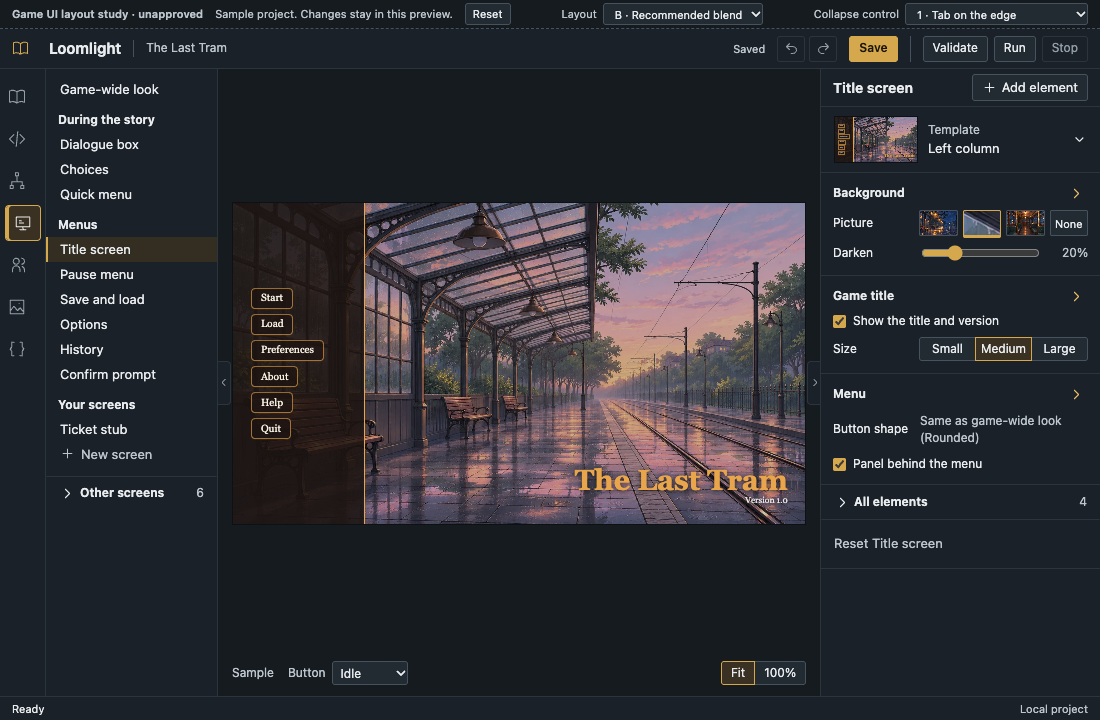 Game UI layout study · unapproved Sample project. Changes stay in this preview. Reset Layout B · Recommended blend Collapse control 1 · Tab on the edge
Loomlight The Last Tram Saved Save Validate Run Stop
Game-wide look
During the story
Dialogue box
Choices
Quick menu
Menus
Title screen
Pause menu
Save and load
Options
History
Confirm prompt
Your screens
Ticket stub
New screen
Other screens 6
Start
Load
Preferences
About
Help
Quit
The Last Tram
Version 1.0
Sample Button Idle Fit 100%
Title screen Add element
Template
Left column
Background
Picture None
Darken 20%
Game title
Show the title and version
Size Small Medium Large
Menu
Button shape Same as game-wide look
(Rounded)
Panel behind the menu
All elements 4
Reset Title screen
Ready Local project